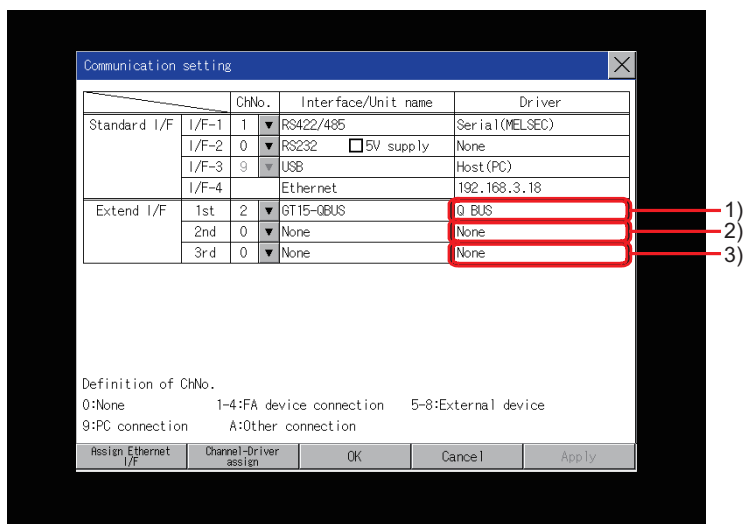 Communication setting
ChNo. Interface/Unit name Driver
Standard I/F I/F-1 1 ▼ RS422/485 Serial(MELSEC)
I/F-2 0 ▼ RS232 □5V supply None
I/F-3 9 ▼ USB Host(PC)
I/F-4 Ethernet 192.168.3.18
Extend I/F 1st 2 ▼ GT15-QBUS Q BUS 1)
2nd 0 ▼ None None 2)
3rd 0 ▼ None None 3)
Definition of ChNo.
0:None 1-4:FA device connection 5-8:External device
9:PC connection A:Other connection
Assign Ethernet I/F Channel-Driver assign OK Cancel Apply